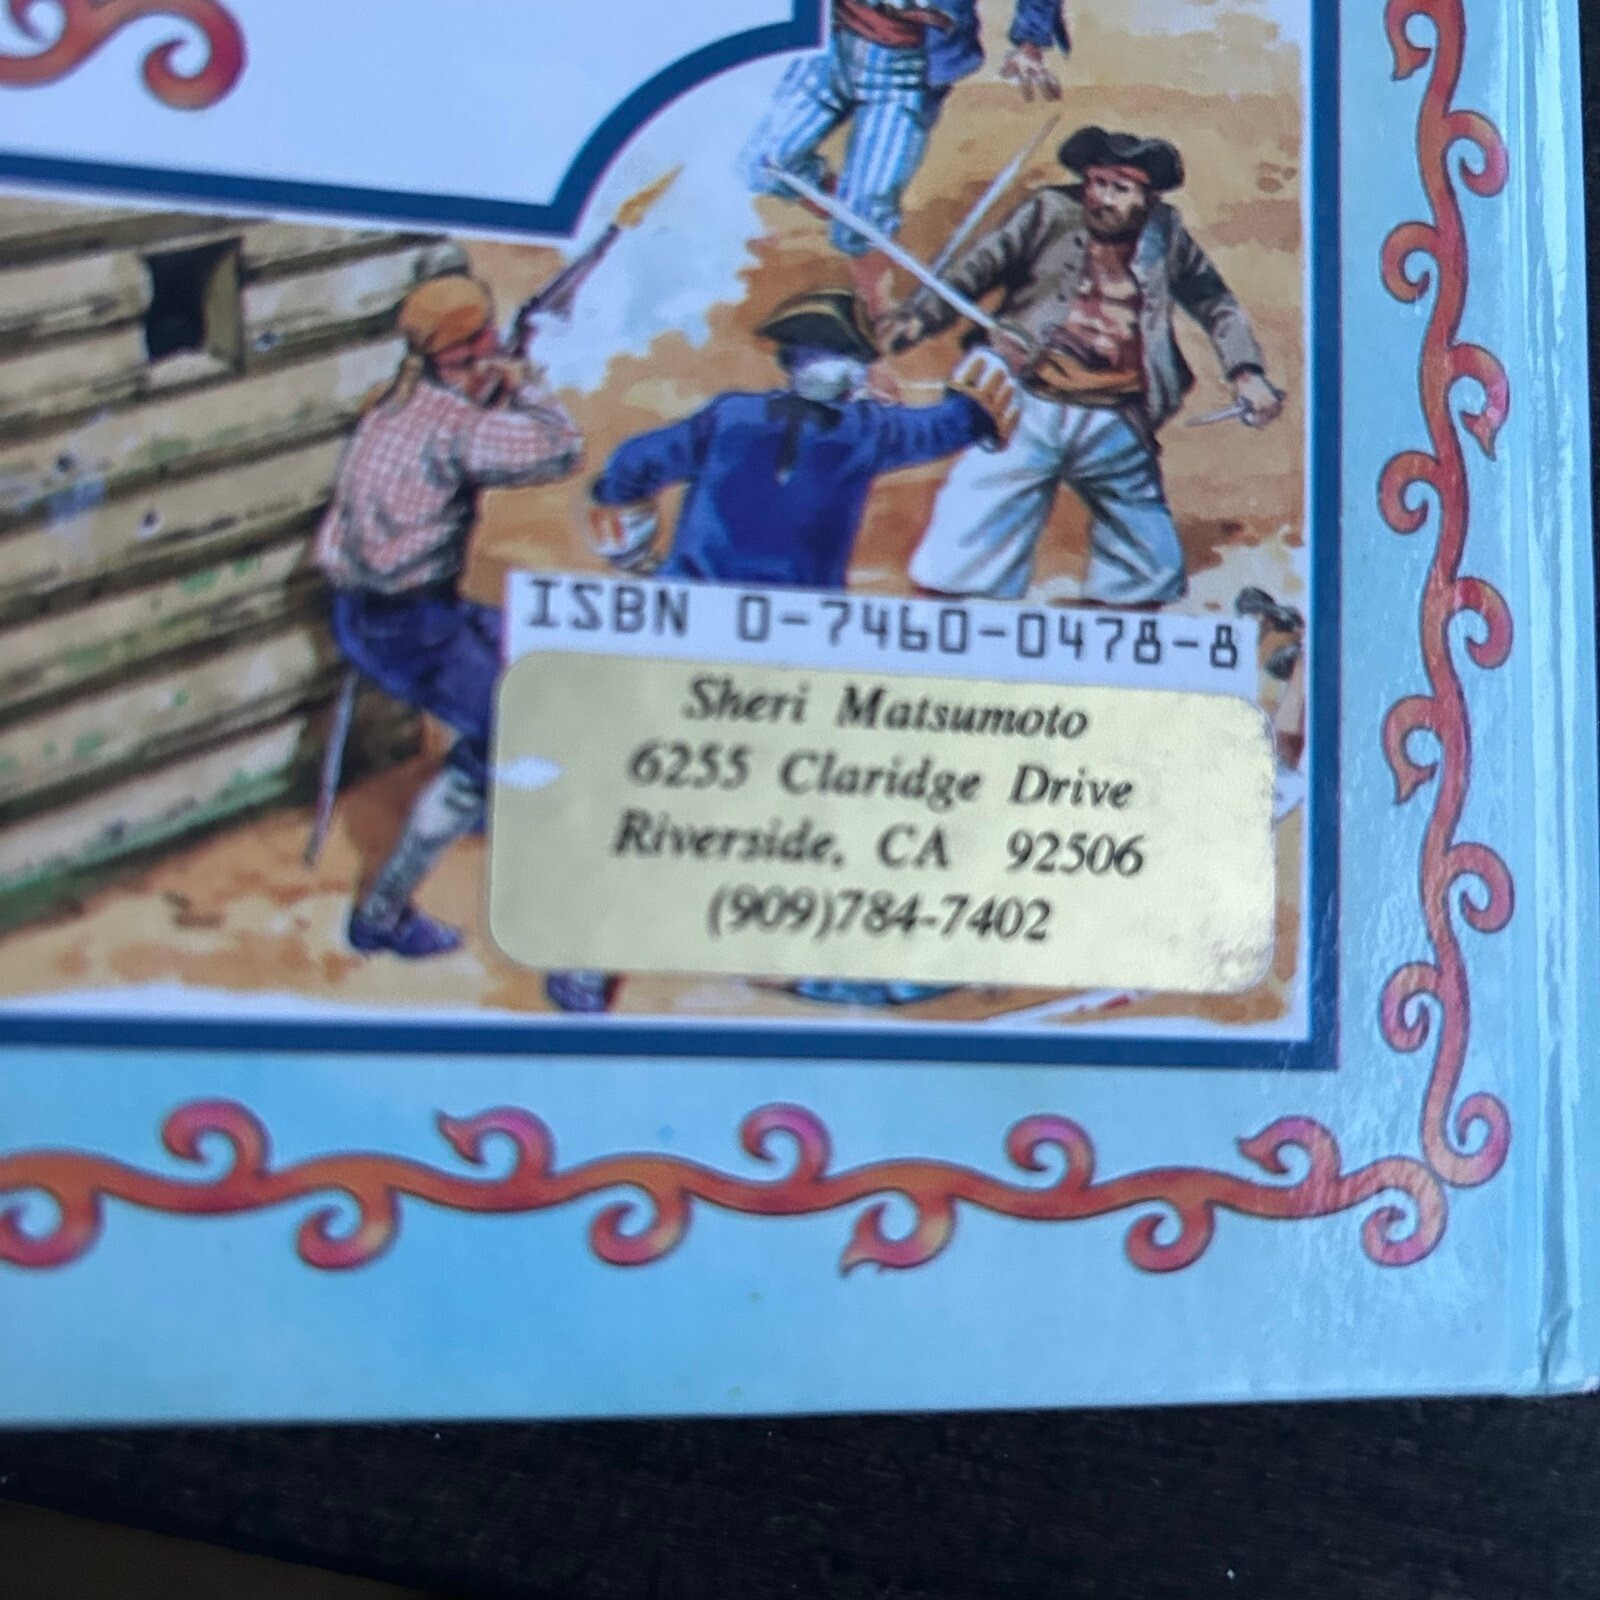 ISBN 0-7460-0478-8
Sheri Matsumoto
6255 Claridge Drive
Riverside, CA 92506
(909)784-7402